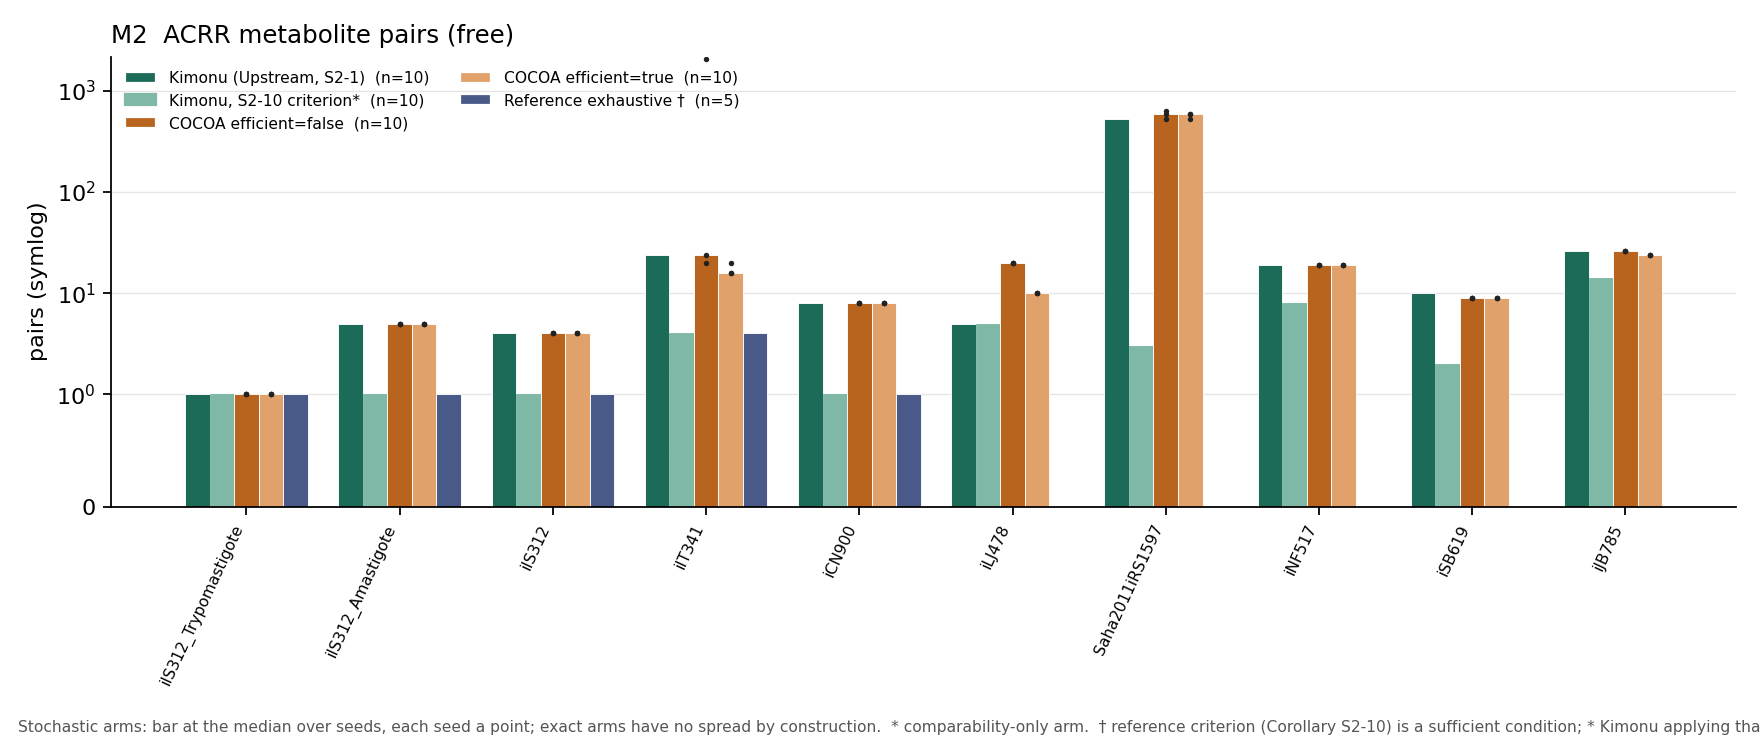 M2  ACRR metabolite pairs (free)
Kimonu (Upstream, S2-1)  (n=10)
Kimonu, S2-10 criterion*  (n=10)
COCOA efficient=false  (n=10)
COCOA efficient=true  (n=10)
Reference exhaustive †  (n=5)
pairs (symlog)
10³
10²
10¹
10⁰
0
iIS312_Trypomastigote
iIS312_Amastigote
iIS312
iIT341
iCN900
iLJ478
Saha2011iRS1597
iNF517
iSB619
iJB785
Stochastic arms: bar at the median over seeds, each seed a point; exact arms have no spread by construction.  * comparability-only arm.  † reference criterion (Corollary S2-10) is a sufficient condition; * Kimonu applying tha